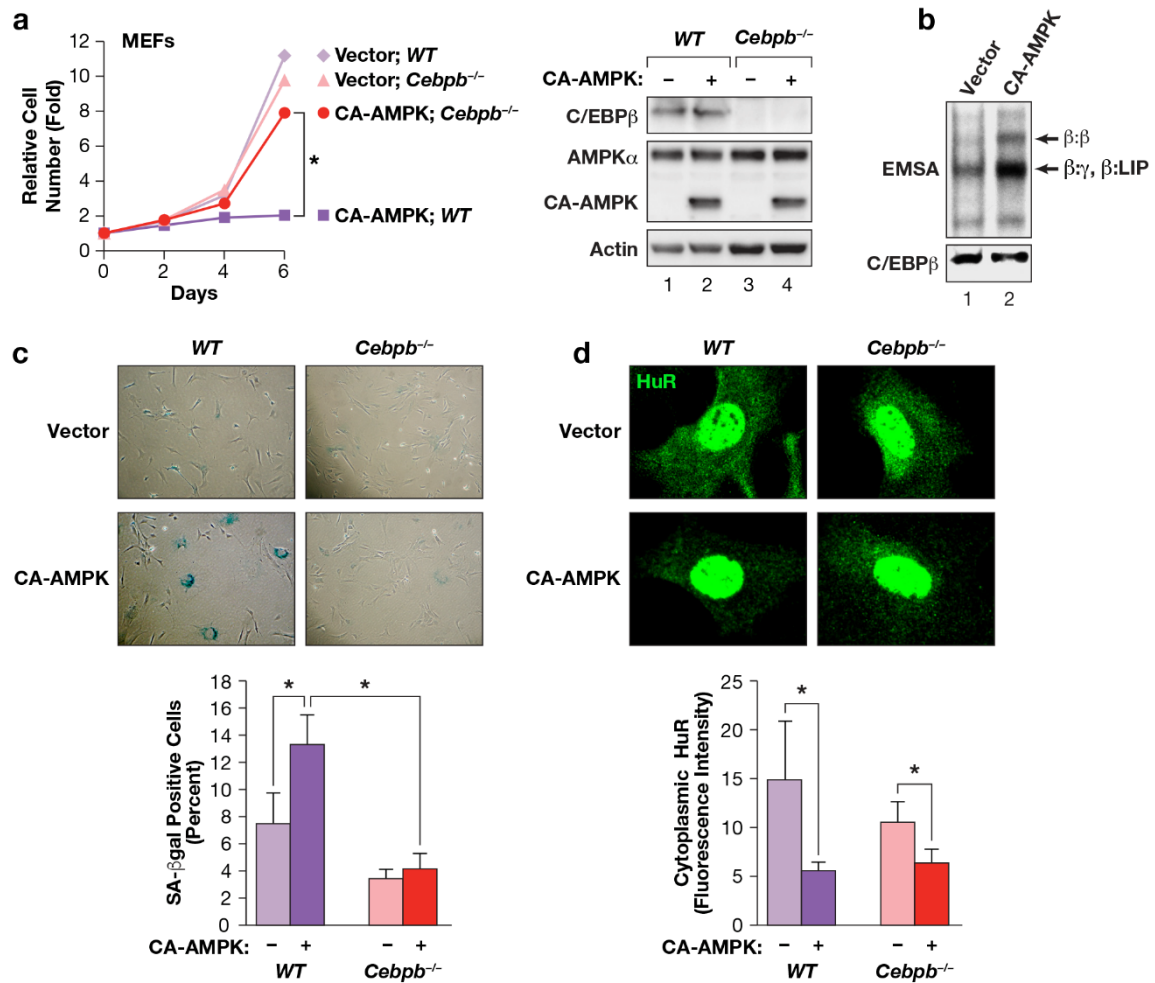 a
MEFs
Relative Cell
Number (Fold)
12
10
8
6
4
2
0
0 2 4 6
Days
Vector; WT
Vector; Cebpb−/−
CA-AMPK; Cebpb−/−
*
CA-AMPK; WT
WT Cebpb−/−
CA-AMPK: − + − +
C/EBPβ
AMPKα
CA-AMPK
Actin
1 2 3 4
b
Vector CA-AMPK
EMSA
β:β
β:γ, β:LIP
C/EBPβ
1 2
c
WT Cebpb−/−
Vector
CA-AMPK
SA-βgal Positive Cells
(Percent)
18
16
14
12
10
8
6
4
2
0
* *
CA-AMPK: − + − +
WT Cebpb−/−
d
WT Cebpb−/−
HuR
Vector
CA-AMPK
Cytoplasmic HuR
(Fluorescence Intensity)
25
20
15
10
5
0
* *
CA-AMPK: − + − +
WT Cebpb−/−